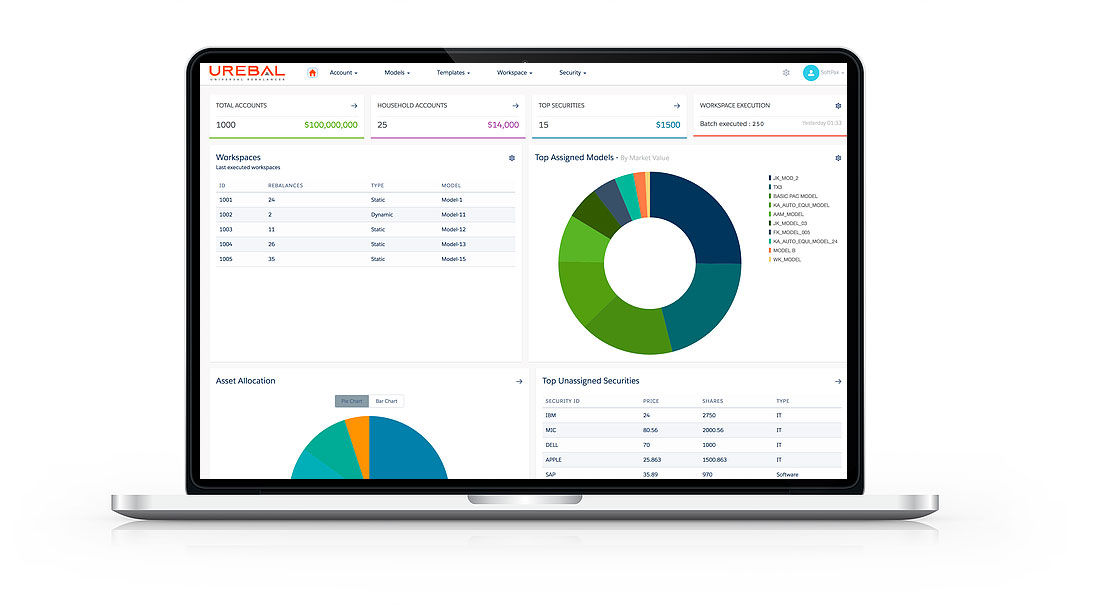 UREBAL
UNIVERSAL REBALANCER
Account
Models
Templates
Workspace
Security
SoftPak
TOTAL ACCOUNTS
1000 $100,000,000
HOUSEHOLD ACCOUNTS
25 $14,000
TOP SECURITIES
15 $1500
WORKSPACE EXECUTION
Batch executed : 250 Yesterday 01:33
Workspaces
Last executed workspaces
ID REBALANCES TYPE MODEL
1001 24 Static Model-1
1002 2 Dynamic Model-11
1003 11 Static Model-12
1004 26 Static Model-13
1005 35 Static Model-15
Top Assigned Models - By Market Value
JK_MOD_2
TX3
BASIC PAC MODEL
KA_AUTO_EQUI_MODEL
AAM_MODEL
JK_MODEL_03
FK_MODEL_005
KA_AUTO_EQUI_MODEL_24
MODEL B
WK_MODEL
Asset Allocation
Pie Chart Bar Chart
Top Unassigned Securities
SECURITY ID PRICE SHARES TYPE
IBM 24 2750 IT
MIC 80.56 2000.56 IT
DELL 70 1000 IT
APPLE 25.863 1500.863 IT
SAP 35.89 970 Software